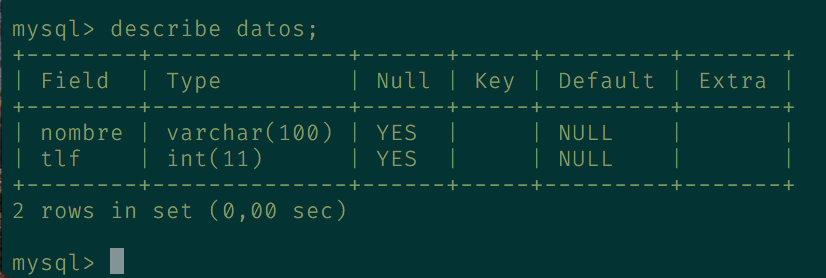 mysql> describe datos;
+--------+--------------+------+-----+---------+-------+
| Field  | Type         | Null | Key | Default | Extra |
+--------+--------------+------+-----+---------+-------+
| nombre | varchar(100) | YES  |     | NULL    |       |
| tlf    | int(11)      | YES  |     | NULL    |       |
+--------+--------------+------+-----+---------+-------+
2 rows in set (0,00 sec)
mysql>